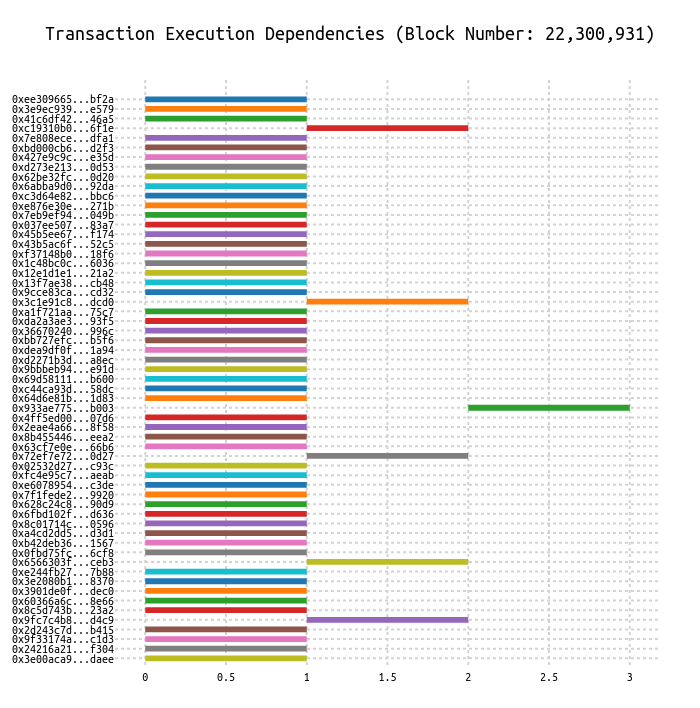 Transaction Execution Dependencies (Block Number: 22,300,931)
0xee309665...bf2a
0x3e9ec939...e579
0x41c6df42...46a5
0xc19310b0...6f1e
0x7e808ece...dfa1
0xbd000cb6...d2f3
0x427e9c9c...e35d
0xd273e213...0d53
0x62be32fc...0d20
0x6abba9d0...92da
0xc3d64e82...bbc6
0xe876e30e...271b
0x7eb9ef94...049b
0x037ee507...83a7
0x45b5ee67...f174
0x43b5ac6f...52c5
0xf37148b0...18f6
0x1c48bc0c...6036
0x12e1d1e1...21a2
0x13f7ae38...cb48
0x9cce83ca...cd32
0x3c1e91c8...dcd0
0xa1f721aa...75c7
0xda2a3ae3...93f5
0x36670240...996c
0xbb727efc...b5f6
0xdea9df0f...1a94
0xd2271b3d...a8ec
0x9bbbeb94...e91d
0x69d58111...b600
0xc44ca93d...58dc
0x64d6e81b...1d83
0x933ae775...b003
0x4ff5ed00...07d6
0x2eae4a66...8f58
0x8b455446...eea2
0x63cf7e0e...66b6
0x72ef7e72...0d27
0x02532d27...c93c
0xfc4e95c7...aeab
0xe6078954...c3de
0x7f1fede2...9920
0x628c24c8...90d9
0x6fbd102f...d636
0x8c01714c...0596
0xa4cd2dd5...d3d1
0xb42deb36...1567
0x0fbd75fc...6cf8
0x6566303f...ceb3
0xe244fb27...7b88
0x3e2080b1...8370
0x3901de0f...dec0
0x60366a6c...8e66
0x8c5d743b...23a2
0x9fc7c4b8...d4c9
0x2d243c7d...b415
0x9f33174a...c1d3
0x24216a21...f304
0x3e00aca9...daee
0 0.5 1 1.5 2 2.5 3